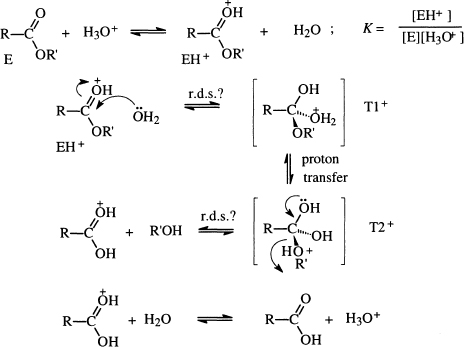 O
+
R–C + H₃O⁺ ⇌ R–C OH + H₂O ; K = [EH⁺] / [E][H₃O⁺]
OR' OR'
E EH⁺
+
OH r.d.s.? OH
R–C ÖH₂ ⇌ R–C OH₂ + T1⁺
OR' OR'
EH⁺
proton
transfer
+
OH r.d.s.? ÖH
R–C + R'OH ⇌ R–C OH T2⁺
OH HO +
R'
+
OH O
R–C + H₂O ⇌ R–C + H₃O⁺
OH OH